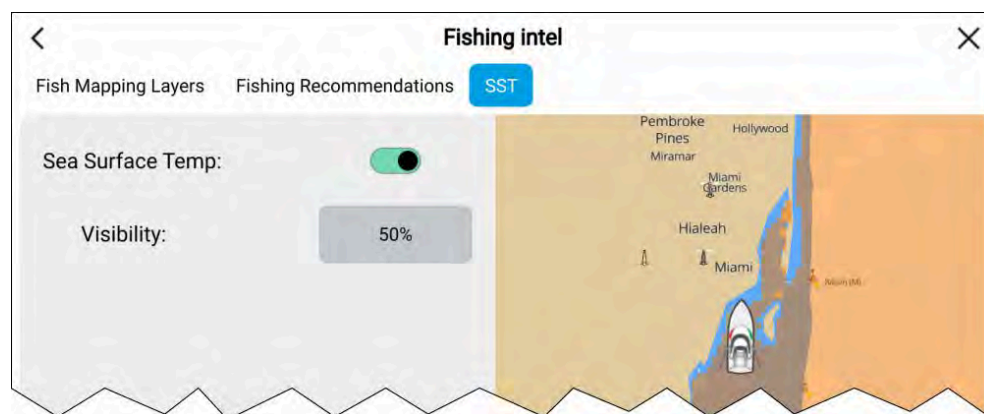 Fishing intel
Fish Mapping Layers Fishing Recommendations SST
Sea Surface Temp:
Visibility:
50%
Pembroke
Pines
Hollywood
Miramar
Miami
Gardens
Hialeah
Miami